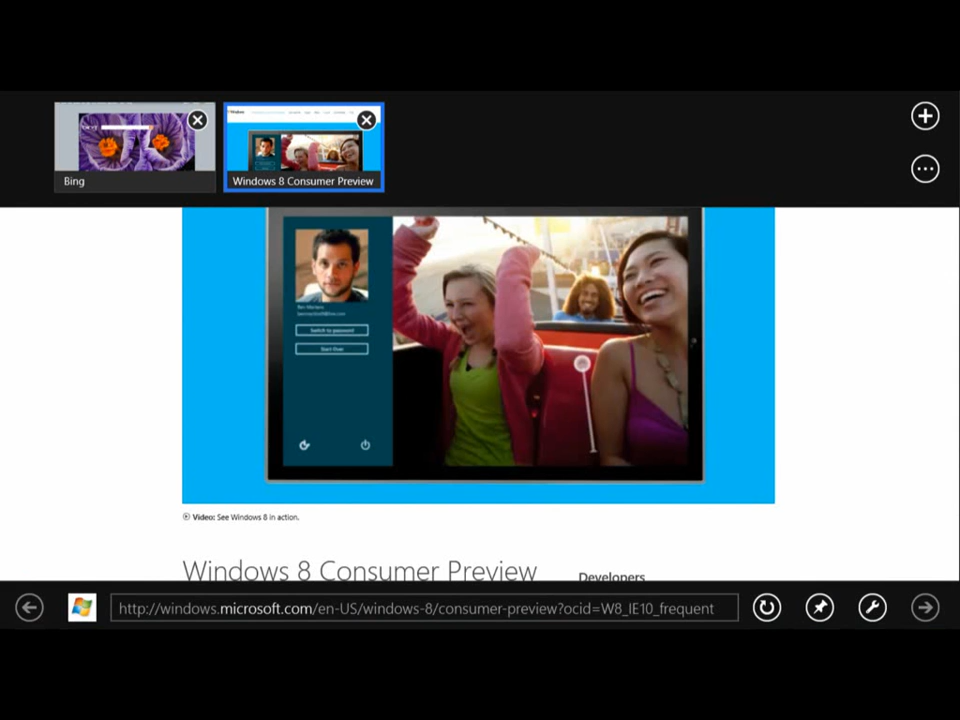 Bing
Windows 8 Consumer Preview
Switch to password
Start Over
Video: See Windows 8 in action.
Windows 8 Consumer Preview
Developers
http://windows.microsoft.com/en-US/windows-8/consumer-preview?ocid=W8_IE10_frequent